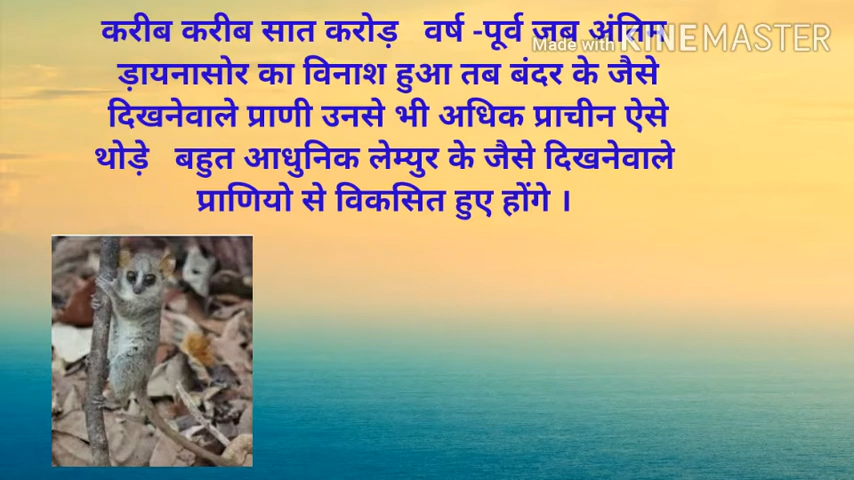 करीब करीब सात करोड़ वर्ष -पूर्व जब अंतिम
Made with KINEMASTER
ड़ायनासोर का विनाश हुआ तब बंदर के जैसे
दिखनेवाले प्राणी उनसे भी अधिक प्राचीन ऐसे
थोड़े बहुत आधुनिक लेम्युर के जैसे दिखनेवाले
प्राणियो से विकसित हुए होंगे ।